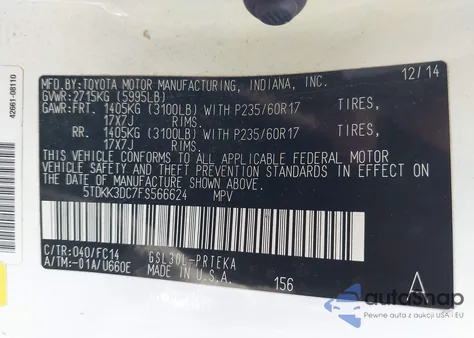 42661-08110
MFD.BY:TOYOTA MOTOR MANUFACTURING, INDIANA, INC. 12/14
GVWR:2715KG (5995LB)
GAWR:FRT. 1405KG (3100LB) WITH P235/60R17 TIRES,
17X7J RIMS.
RR. 1405KG (3100LB) WITH P235/60R17 TIRES,
17X7J RIMS.
THIS VEHICLE CONFORMS TO ALL APPLICABLE FEDERAL MOTOR
VEHICLE SAFETY AND THEFT PREVENTION STANDARDS IN EFFECT
ON THE DATE OF MANUFACTURE SHOWN ABOVE.
5TDKK3DC7FS566624 MPV
C/TR:040/FC14 GSL30L-PRTEKA
A/TM:-01A/U660E MADE IN U.S.A. 156 A
autoSnap
Pewne auta z aukcji USA i EU